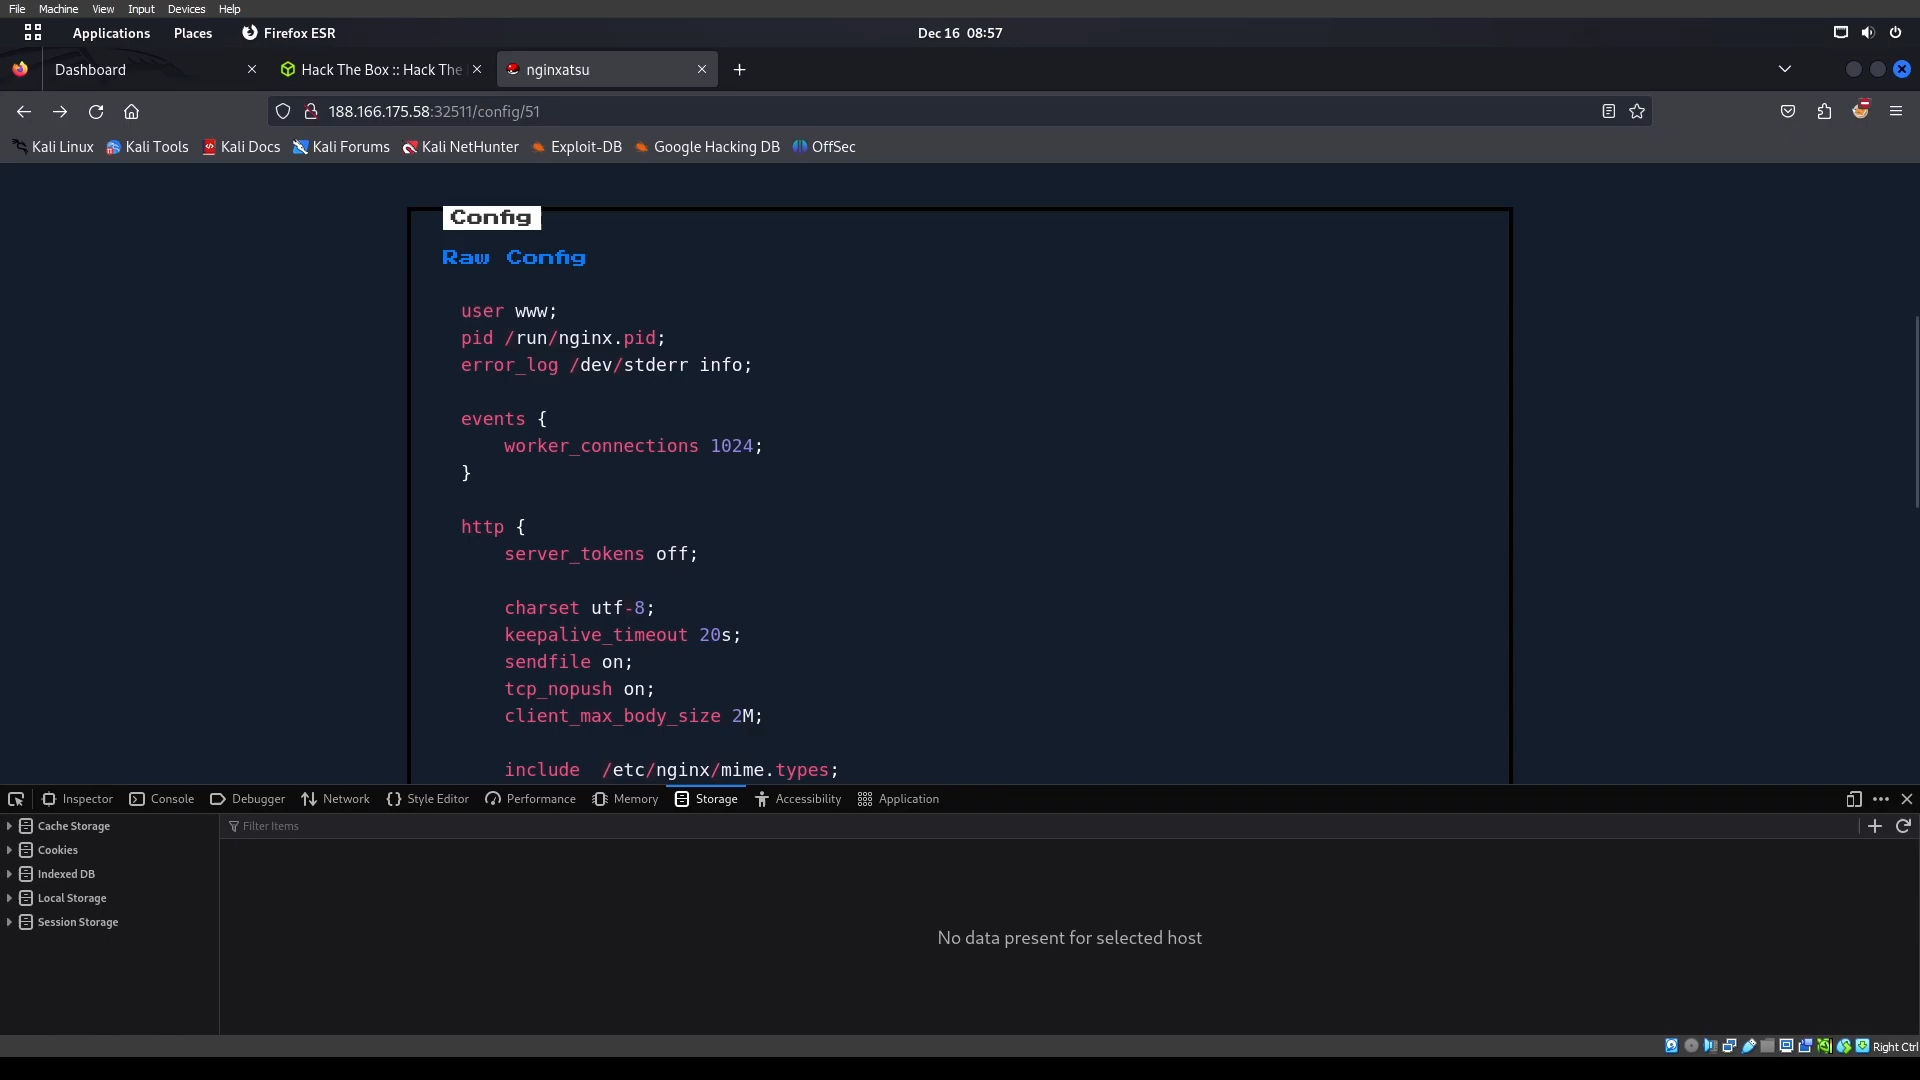 File Machine View Input Devices Help
Applications Places Firefox ESR Dec 16 08:57
Dashboard Hack The Box :: Hack The nginxatsu
188.166.175.58:32511/config/51
Kali Linux Kali Tools Kali Docs Kali Forums Kali NetHunter Exploit-DB Google Hacking DB OffSec
Config
Raw Config
user www;
pid /run/nginx.pid;
error_log /dev/stderr info;
events {
worker_connections 1024;
}
http {
server_tokens off;
charset utf-8;
keepalive_timeout 20s;
sendfile on;
tcp_nopush on;
client_max_body_size 2M;
include  /etc/nginx/mime.types;
Inspector Console Debugger Network Style Editor Performance Memory Storage Accessibility Application
Cache Storage Filter Items
Cookies
Indexed DB
Local Storage
Session Storage
No data present for selected host
Right Ctrl